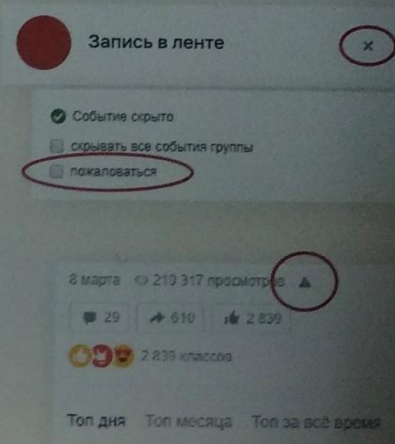 Запись в ленте ×
Событие скрыто
скрывать все события группы
пожаловаться
8 марта 210 317 просмотров
29 610 2 839
2 839 классов
Топ дня Топ месяца Топ за всё время